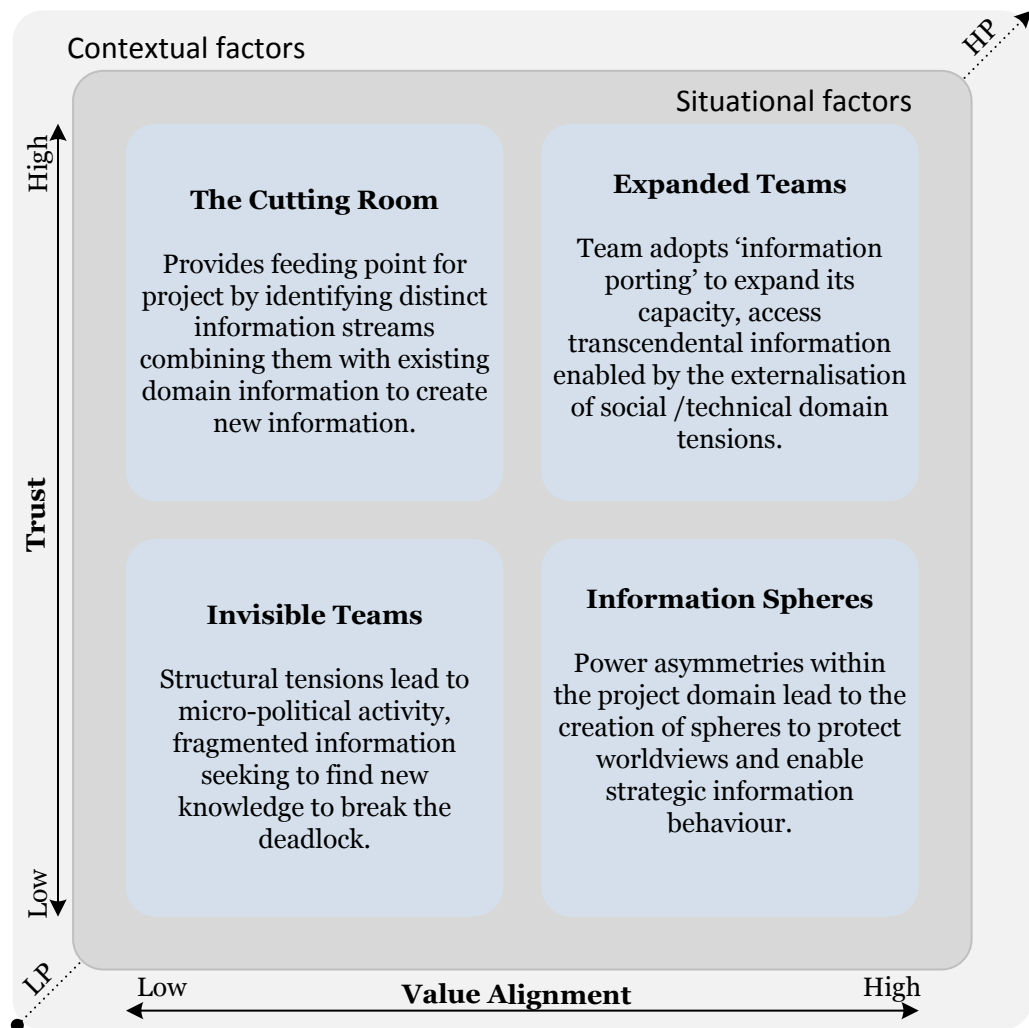 Contextual factors
HP
Situational factors
High
The Cutting Room
Provides feeding point for
project by identifying distinct
information streams
combining them with existing
domain information to create
new information.
Expanded Teams
Team adopts ‘information
porting’ to expand its
capacity, access
transcendental information
enabled by the externalisation
of social /technical domain
tensions.
Trust
Invisible Teams
Structural tensions lead to
micro-political activity,
fragmented information
seeking to find new
knowledge to break the
deadlock.
Information Spheres
Power asymmetries within
the project domain lead to the
creation of spheres to protect
worldviews and enable
strategic information
behaviour.
Low
LP
Low
Value Alignment
High